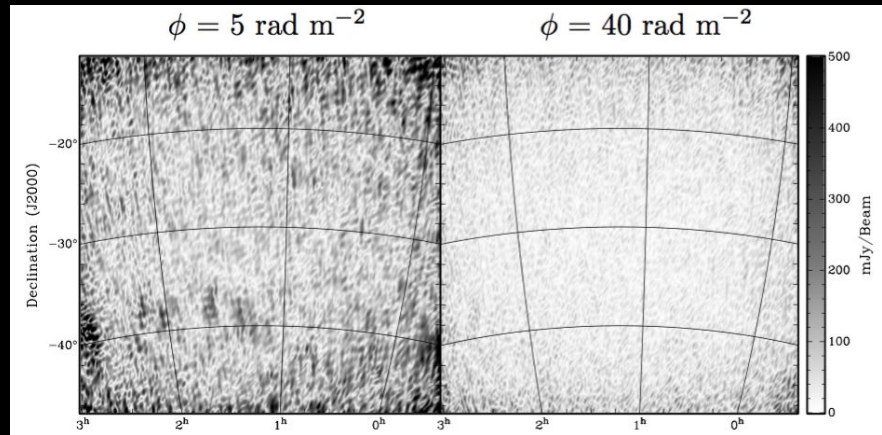 ϕ = 5 rad m⁻²
ϕ = 40 rad m⁻²
500
400
300
200
100
0
mJy/Beam
Declination (J2000)
−20°
−30°
−40°
3ʰ
2ʰ
1ʰ
0ʰ
3ʰ
2ʰ
1ʰ
0ʰ